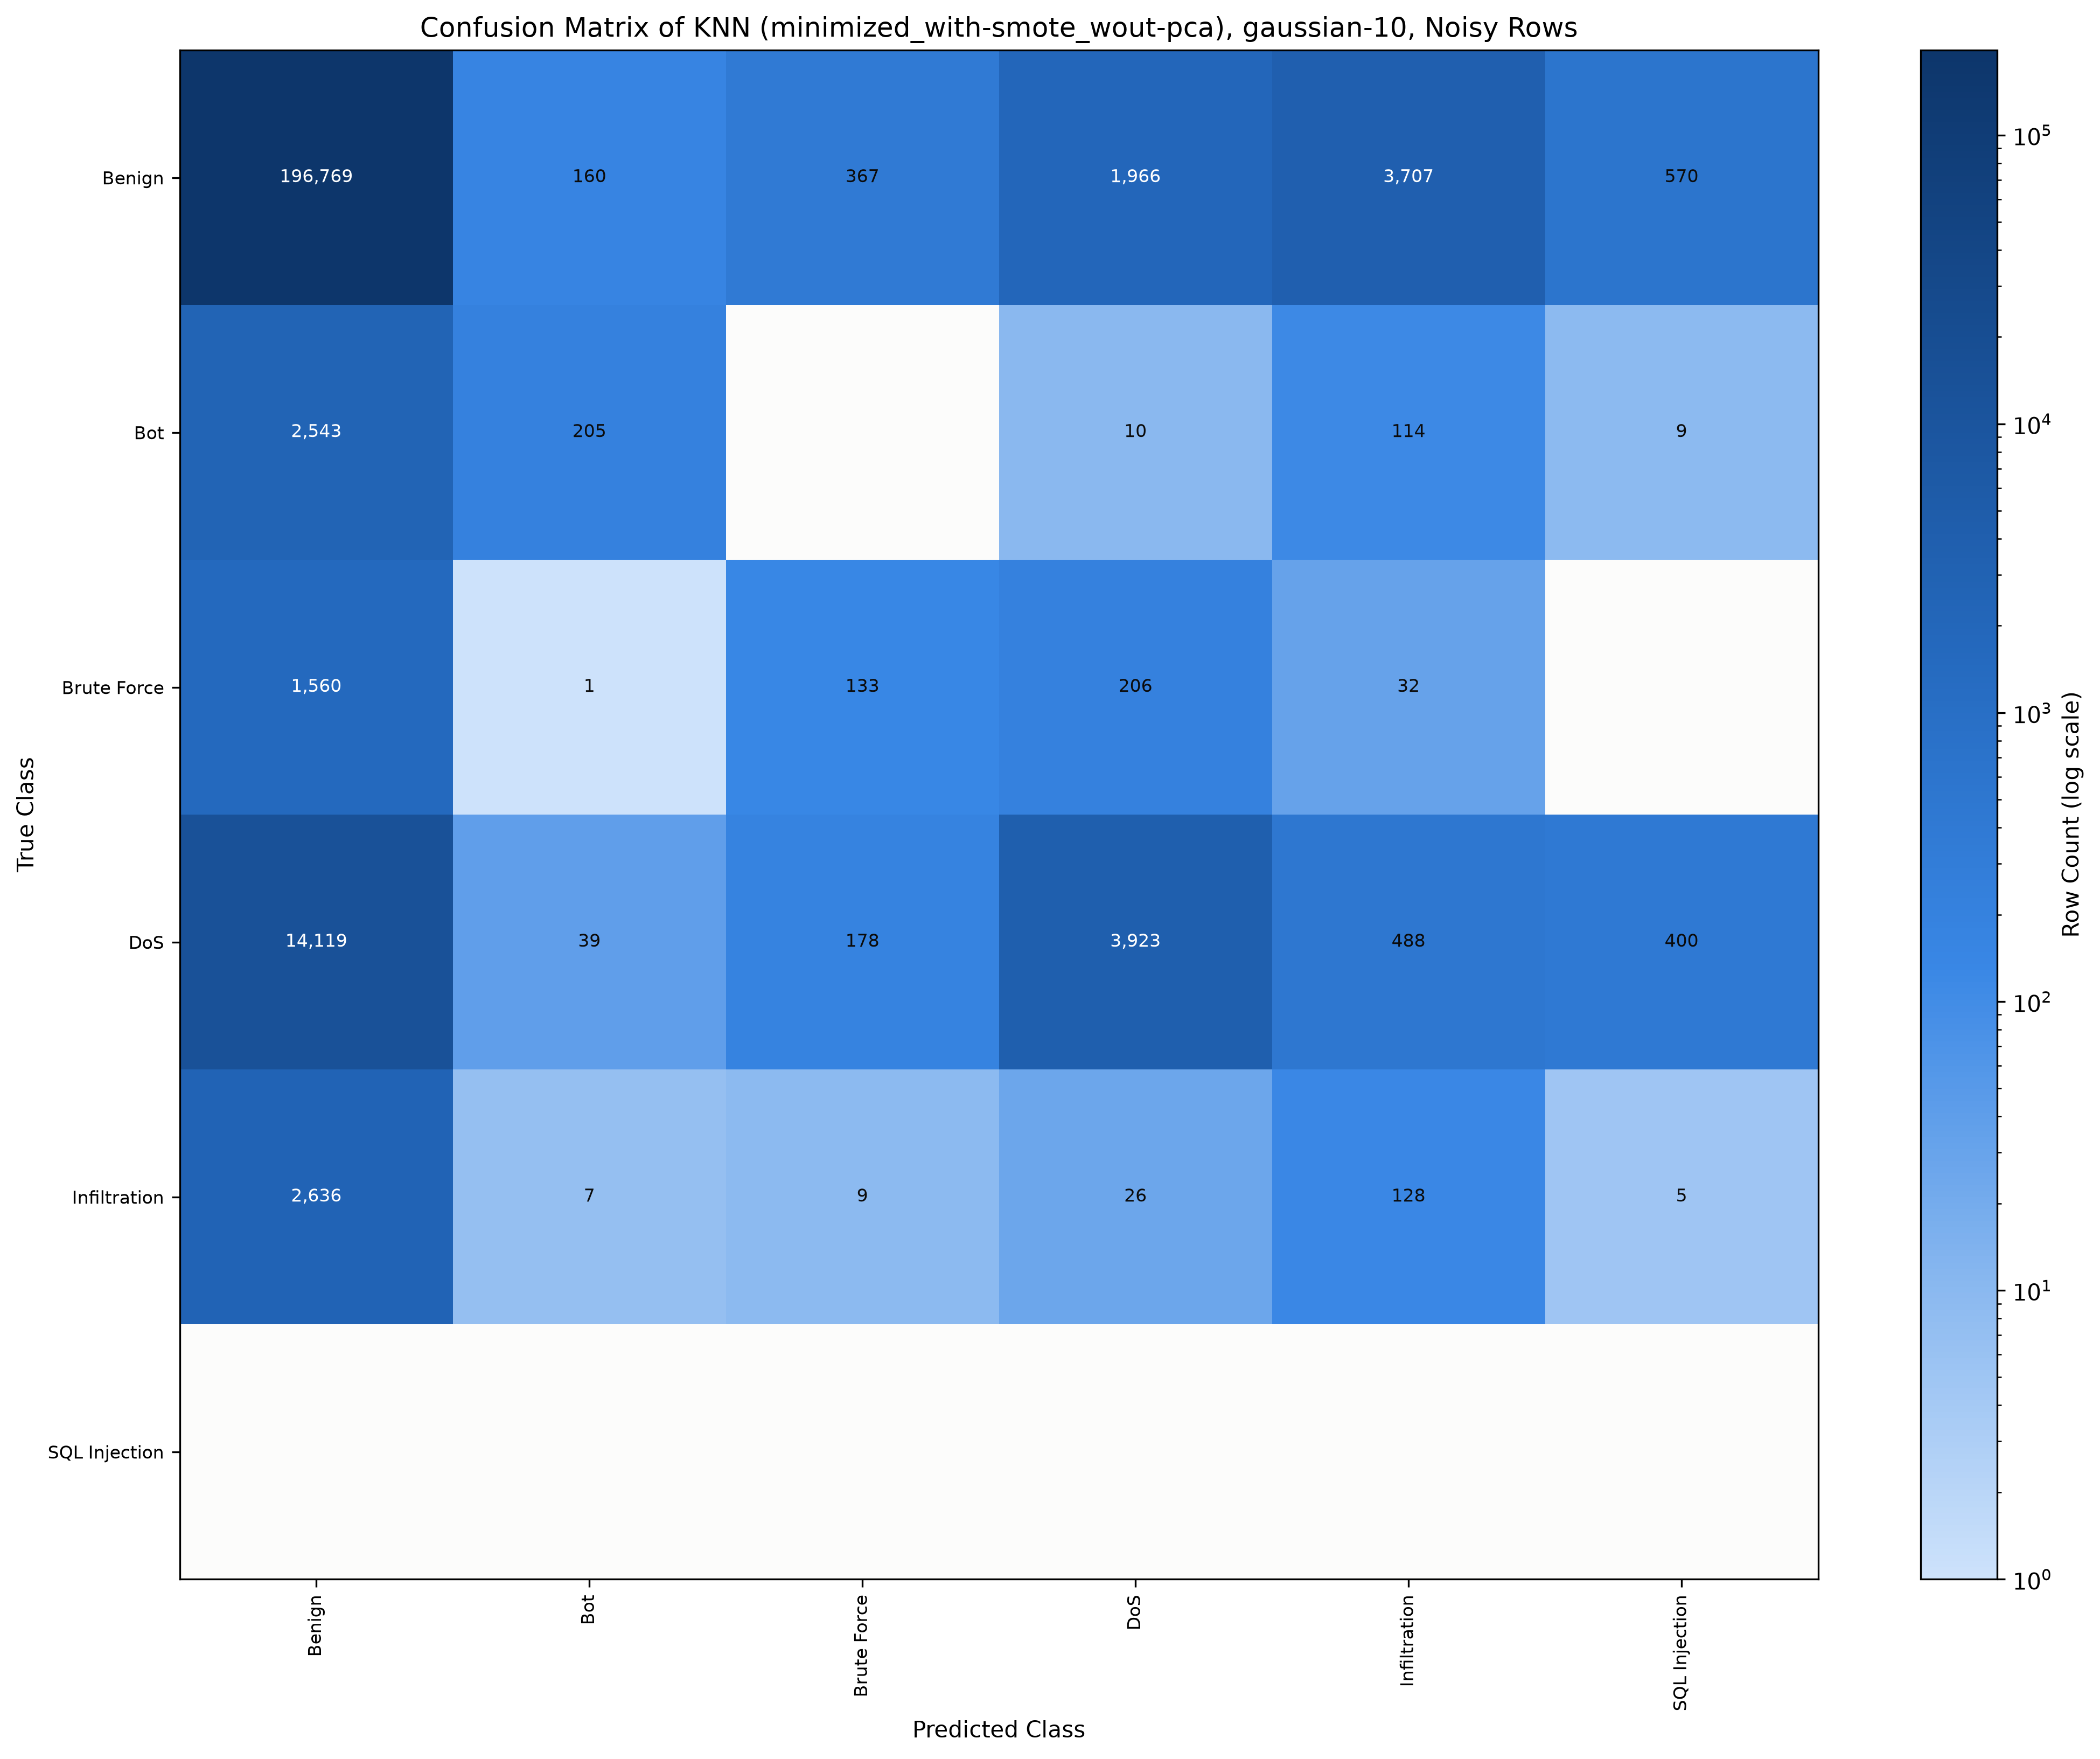 Confusion Matrix of KNN (minimized_with-smote_wout-pca), gaussian-10, Noisy Rows
Benign
196,769
160
367
1,966
3,707
570
Bot
2,543
205
10
114
9
Brute Force
1,560
1
133
206
32
DoS
14,119
39
178
3,923
488
400
Infiltration
2,636
7
9
26
128
5
SQL Injection
True Class
Benign
Bot
Brute Force
DoS
Infiltration
SQL Injection
Predicted Class
10⁵
10⁴
10³
10²
10¹
10⁰
Row Count (log scale)